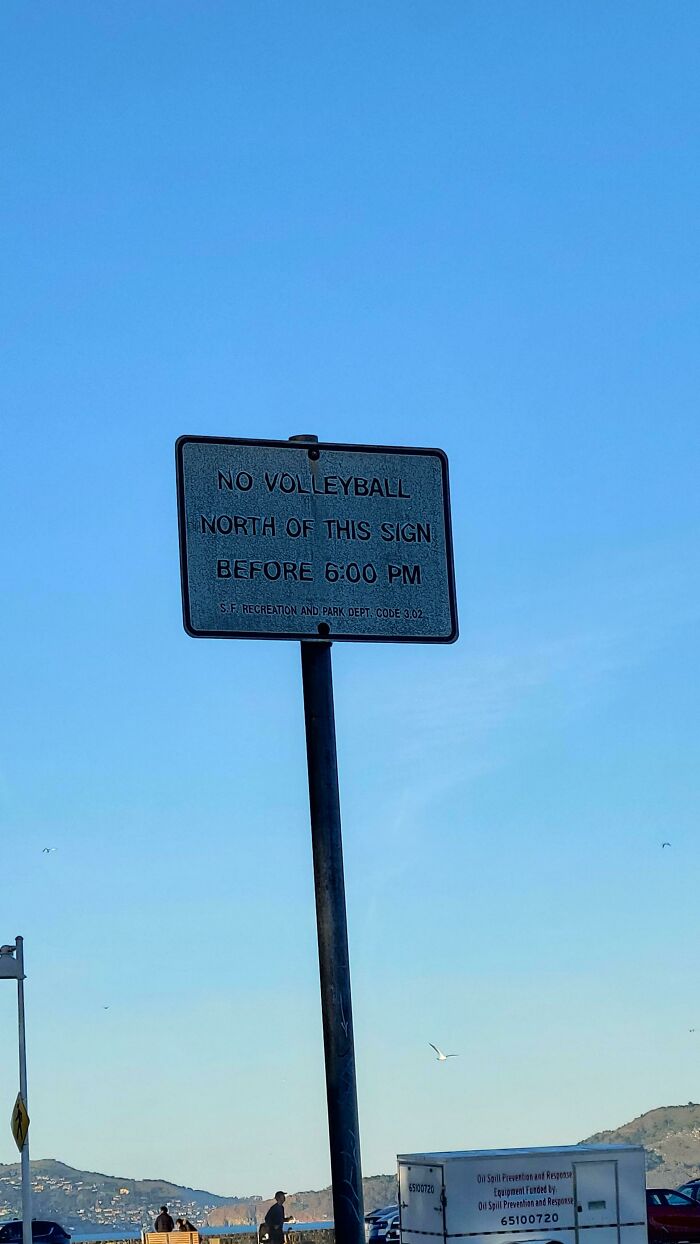 NO VOLLEYBALL
NORTH OF THIS SIGN
BEFORE 6:00 PM
S.F. RECREATION AND PARK DEPT. CODE 3.02
65100720
Oil Spill Prevention and Response
Equipment Funded by:
Oil Spill Prevention and Response
65100720